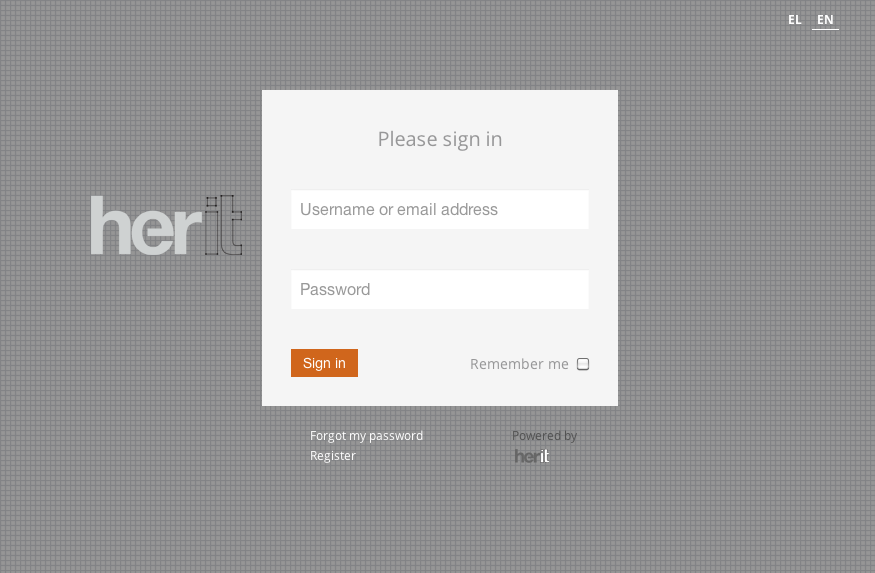 EL EN
Please sign in
herit
Username or email address
Password
Sign in Remember me
Forgot my password Powered by
Register herit